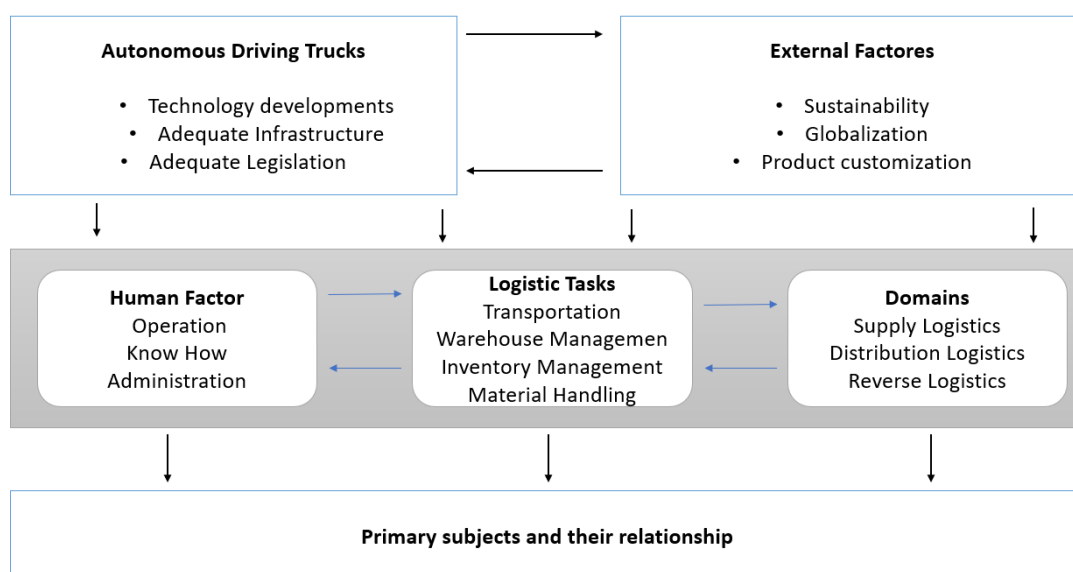 Autonomous Driving Trucks
• Technology developments
• Adequate Infrastructure
• Adequate Legislation
External Factores
• Sustainability
• Globalization
• Product customization
Human Factor
Operation
Know How
Administration
Logistic Tasks
Transportation
Warehouse Managemen
Inventory Management
Material Handling
Domains
Supply Logistics
Distribution Logistics
Reverse Logistics
Primary subjects and their relationship